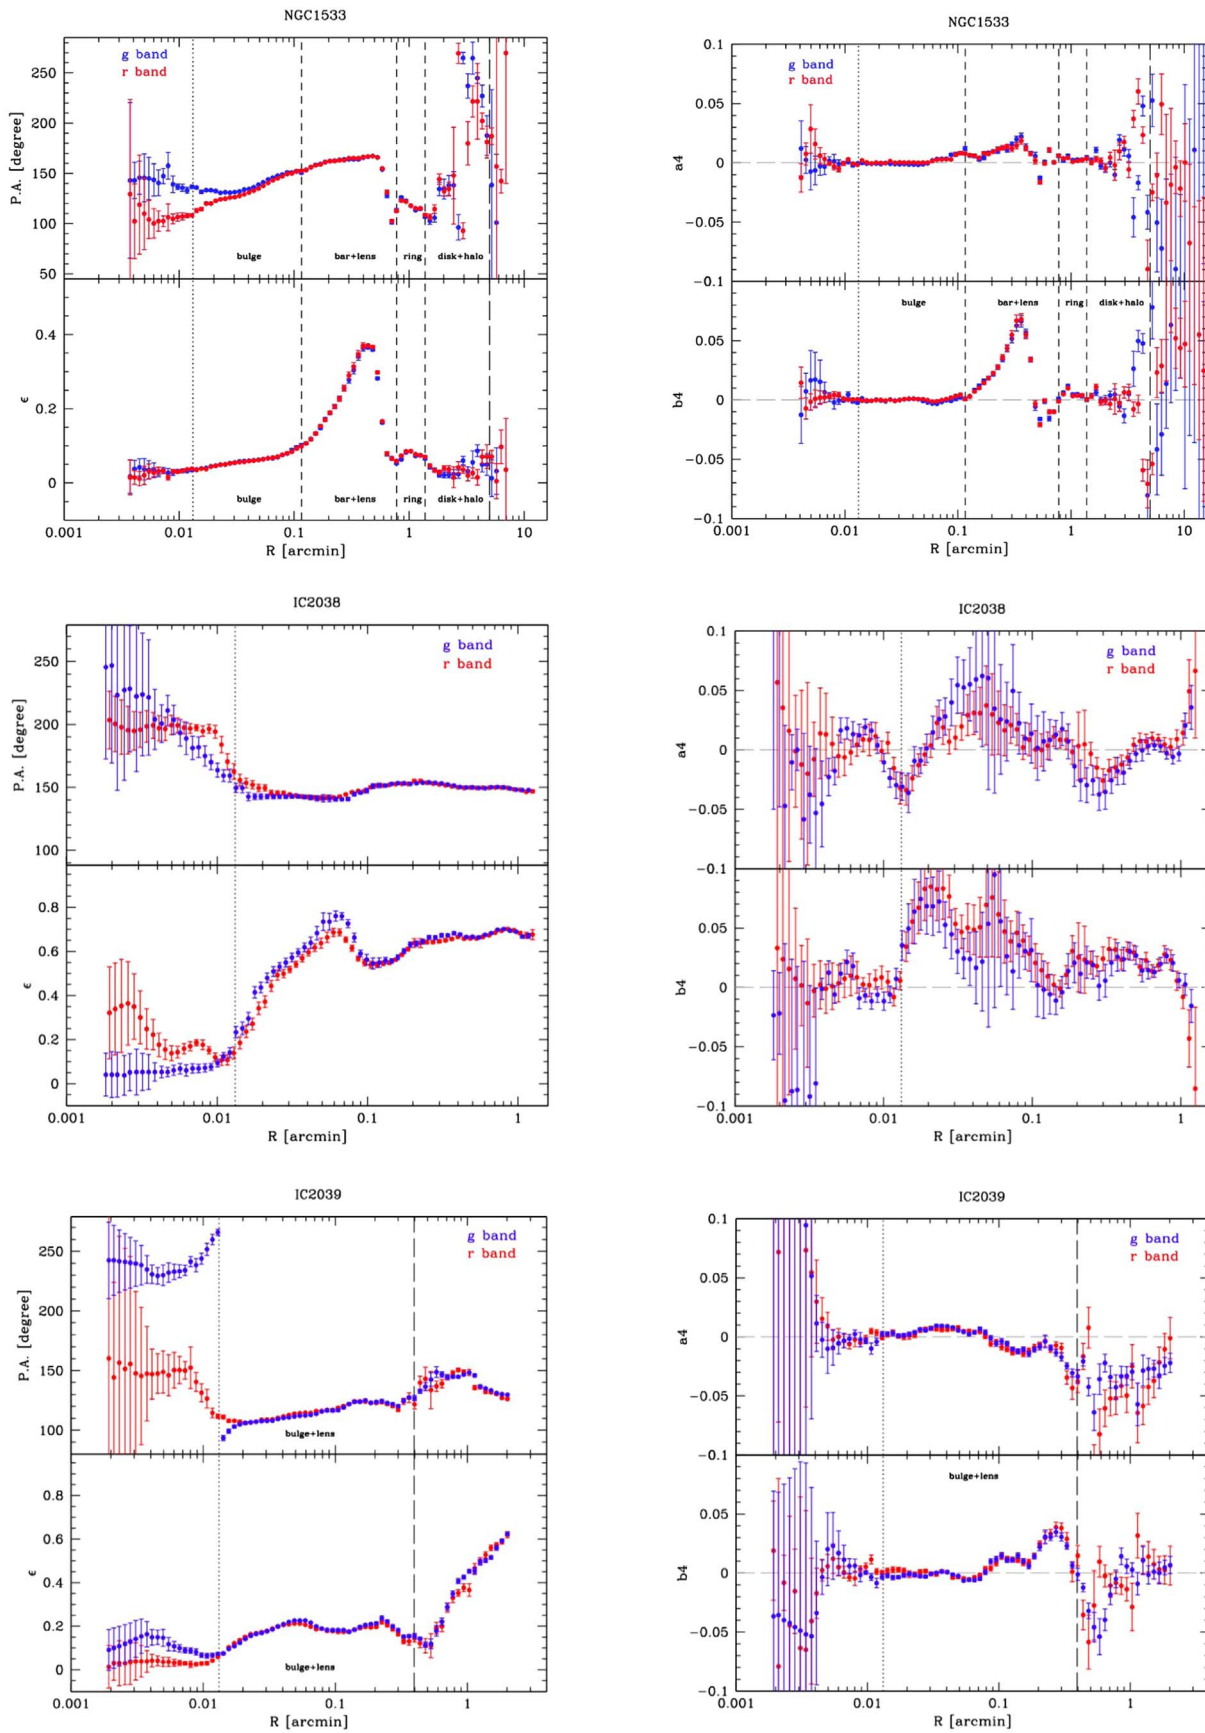 NGC1533
g band
r band
250
200
150
100
50
P.A. [degree]
bulge bar+lens ring disk+halo
0.4
0.2
0
ϵ
bulge bar+lens ring disk+halo
0.001 0.01 0.1 1 10
R [arcmin]
NGC1533
g band
r band
0.1
0.05
0
−0.05
−0.1
a4
bulge bar+lens ring disk+halo
0.05
0
−0.05
−0.1
b4
0.001 0.01 0.1 1 10
R [arcmin]
IC2038
g band
r band
250
200
150
100
P.A. [degree]
0.8
0.6
0.4
0.2
0
ϵ
0.001 0.01 0.1 1
R [arcmin]
IC2038
g band
r band
0.1
0.05
0
−0.05
−0.1
a4
0.05
0
−0.05
−0.1
b4
0.001 0.01 0.1 1
R [arcmin]
IC2039
g band
r band
250
200
150
100
P.A. [degree]
bulge+lens
0.8
0.6
0.4
0.2
0
ϵ
bulge+lens
0.001 0.01 0.1 1
R [arcmin]
IC2039
g band
r band
0.1
0.05
0
−0.05
−0.1
a4
bulge+lens
0.05
0
−0.05
−0.1
b4
0.001 0.01 0.1 1
R [arcmin]